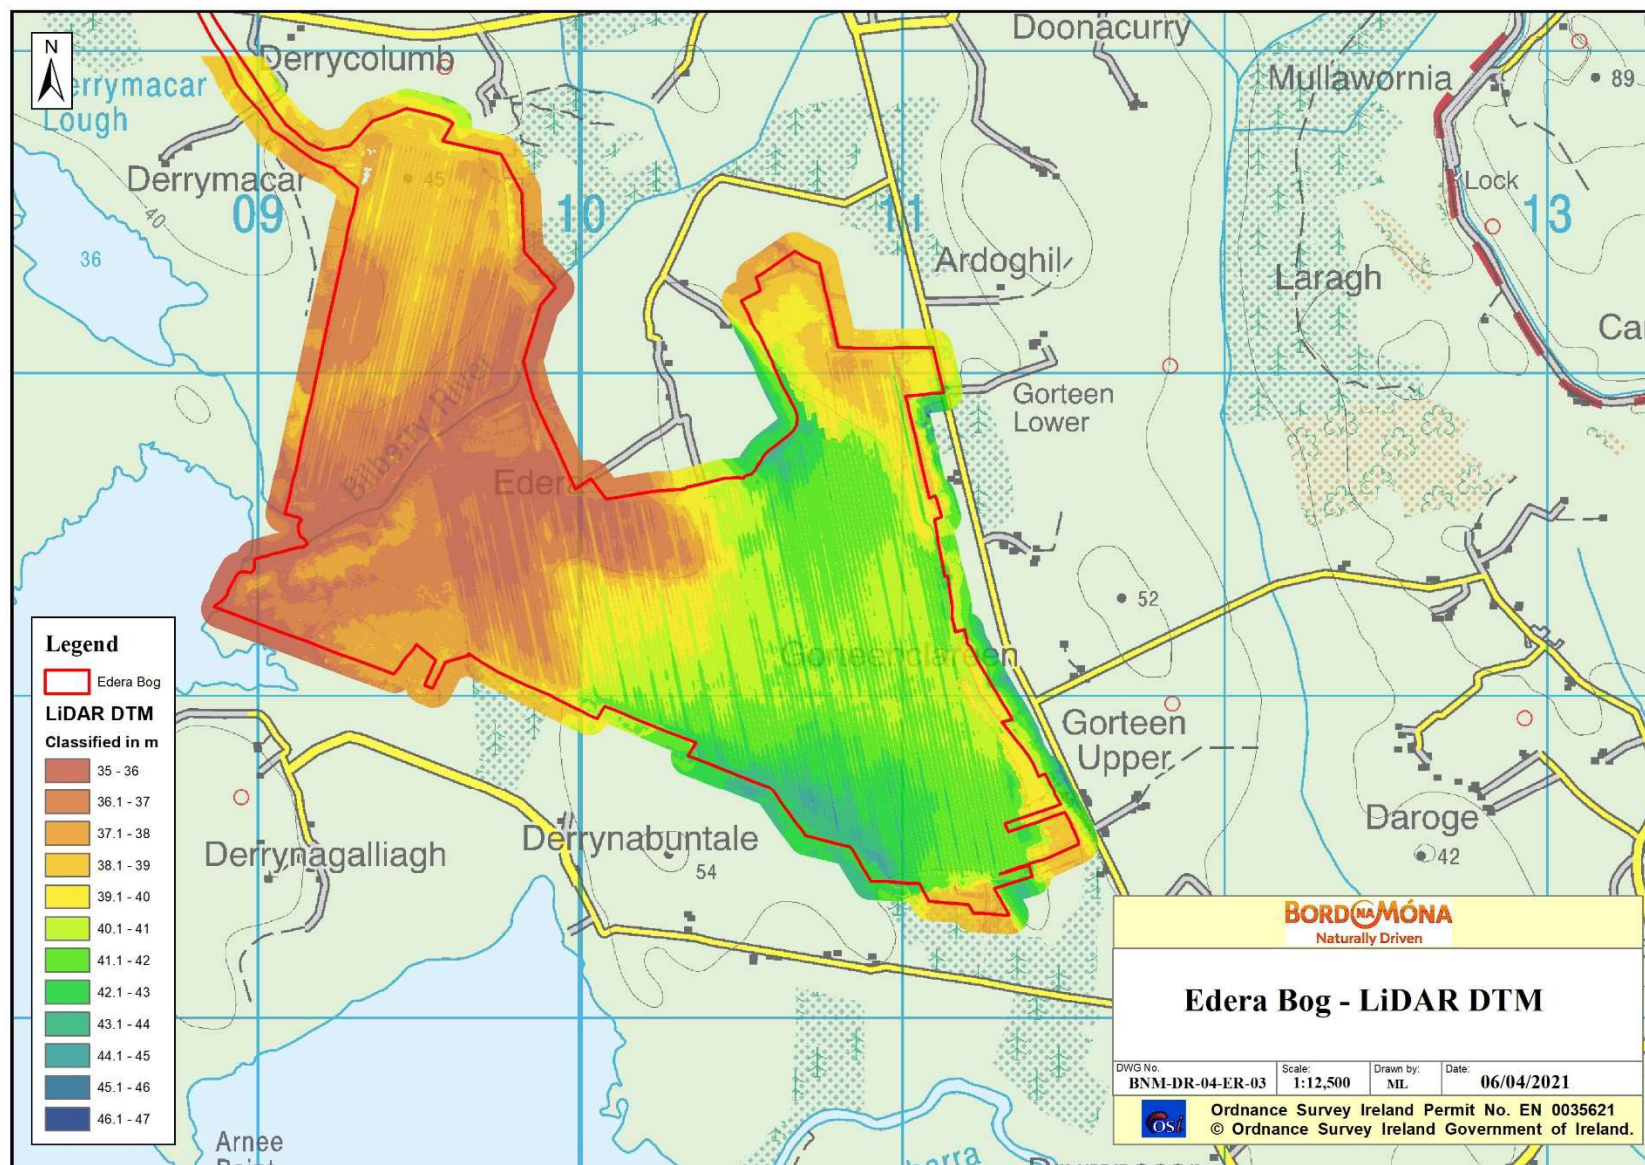 N
Derrycolumb
Doonacurry
Mullawornia
89
errymacar
Lough
Derrymacar
45
40
09
10
11
13
Lock
36
Ardoghil
Laragh
Ca
Bilberry River
Gorteen
Lower
Edera
52
Gorteenclareen
Gorteen
Upper
Daroge
42
Derrynabuntale
54
Derrynagalliagh
Arnee
Legend
Edera Bog
LiDAR DTM
Classified in m
35 - 36
36.1 - 37
37.1 - 38
38.1 - 39
39.1 - 40
40.1 - 41
41.1 - 42
42.1 - 43
43.1 - 44
44.1 - 45
45.1 - 46
46.1 - 47
BORD NA MÓNA
Naturally Driven
Edera Bog - LiDAR DTM
DWG No. Scale: Drawn by: Date:
BNM-DR-04-ER-03 1:12,500 ML 06/04/2021
OSi
Ordnance Survey Ireland Permit No. EN 0035621
© Ordnance Survey Ireland Government of Ireland.